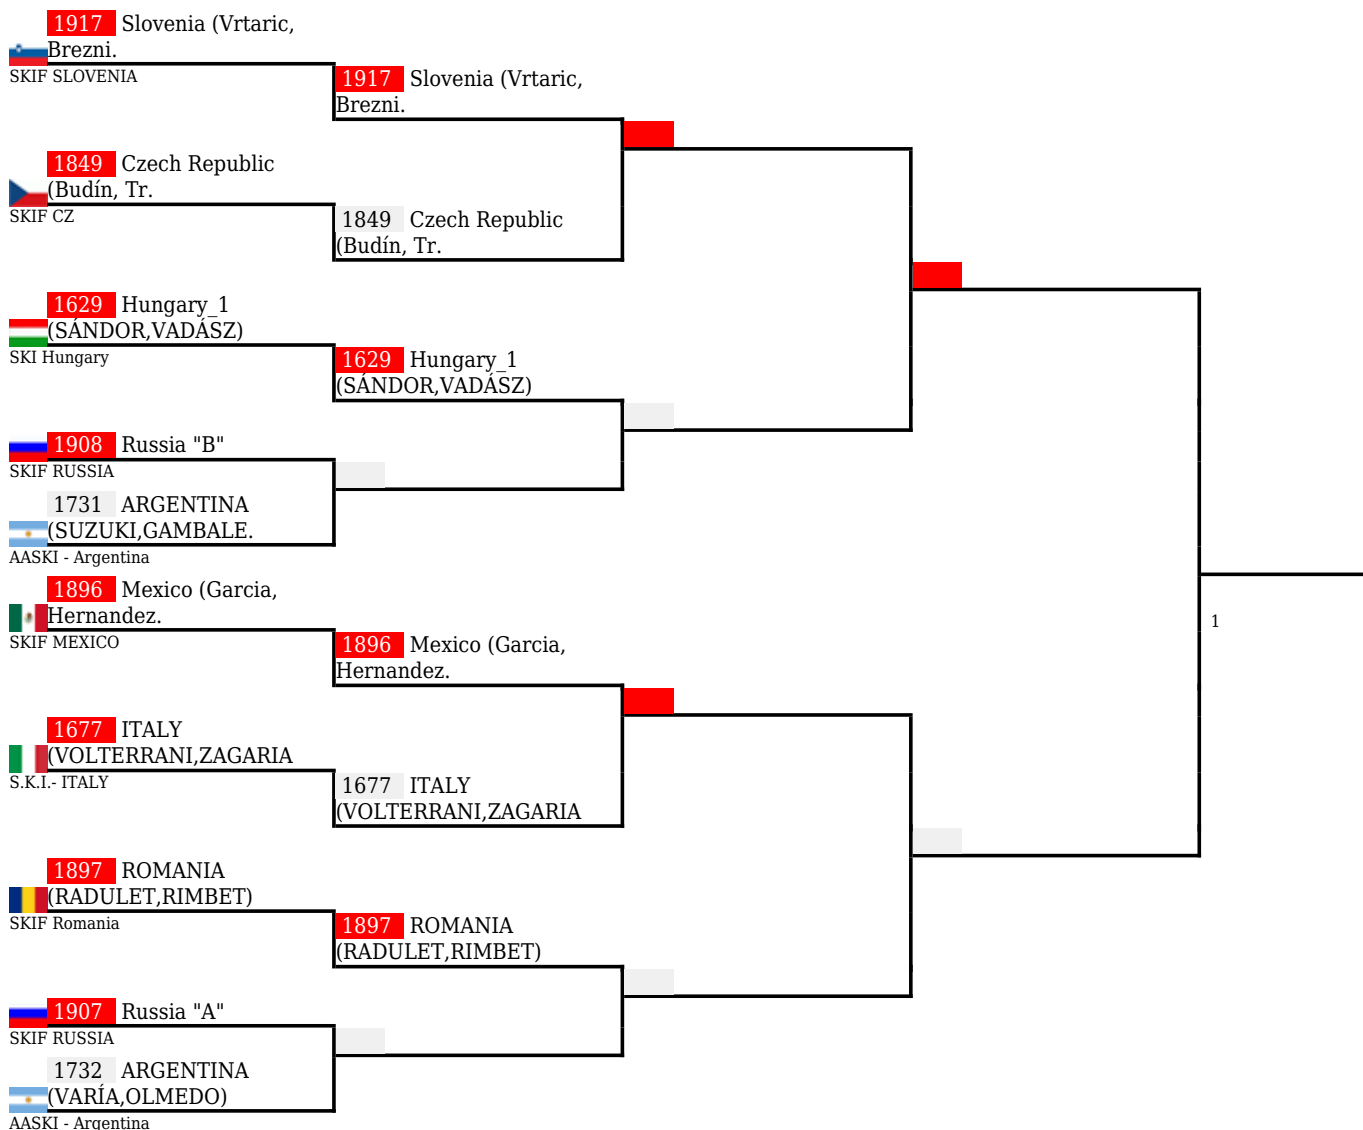 1917 Slovenia (Vrtaric,
Brezni.
SKIF SLOVENIA
1917 Slovenia (Vrtaric,
Brezni.
1849 Czech Republic
(Budín, Tr.
SKIF CZ
1849 Czech Republic
(Budín, Tr.
1629 Hungary_1
(SÁNDOR,VADÁSZ)
SKI Hungary
1629 Hungary_1
(SÁNDOR,VADÁSZ)
1908 Russia "B"
SKIF RUSSIA
1731 ARGENTINA
(SUZUKI,GAMBALE.
AASKI - Argentina
1896 Mexico (Garcia,
Hernandez.
SKIF MEXICO
1896 Mexico (Garcia,
Hernandez.
1
1677 ITALY
(VOLTERRANI,ZAGARIA
S.K.I.- ITALY
1677 ITALY
(VOLTERRANI,ZAGARIA
1897 ROMANIA
(RADULET,RIMBET)
SKIF Romania
1897 ROMANIA
(RADULET,RIMBET)
1907 Russia "A"
SKIF RUSSIA
1732 ARGENTINA
(VARÍA,OLMEDO)
AASKI - Argentina